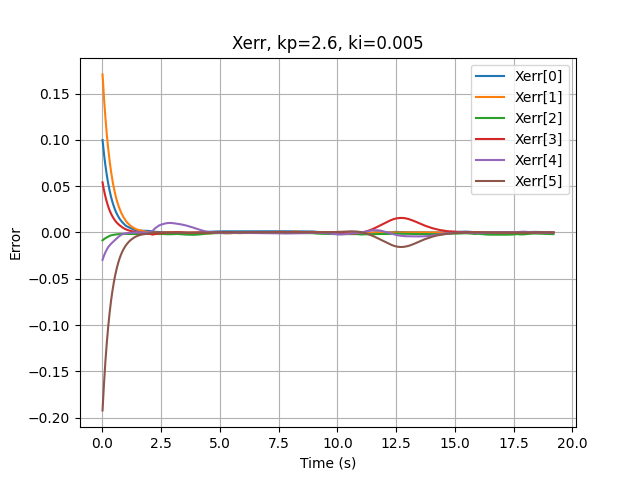 Xerr, kp=2.6, ki=0.005
Xerr[0]
Xerr[1]
Xerr[2]
Xerr[3]
Xerr[4]
Xerr[5]
0.15
0.10
0.05
0.00
−0.05
−0.10
−0.15
−0.20
Error
0.0 2.5 5.0 7.5 10.0 12.5 15.0 17.5 20.0
Time (s)